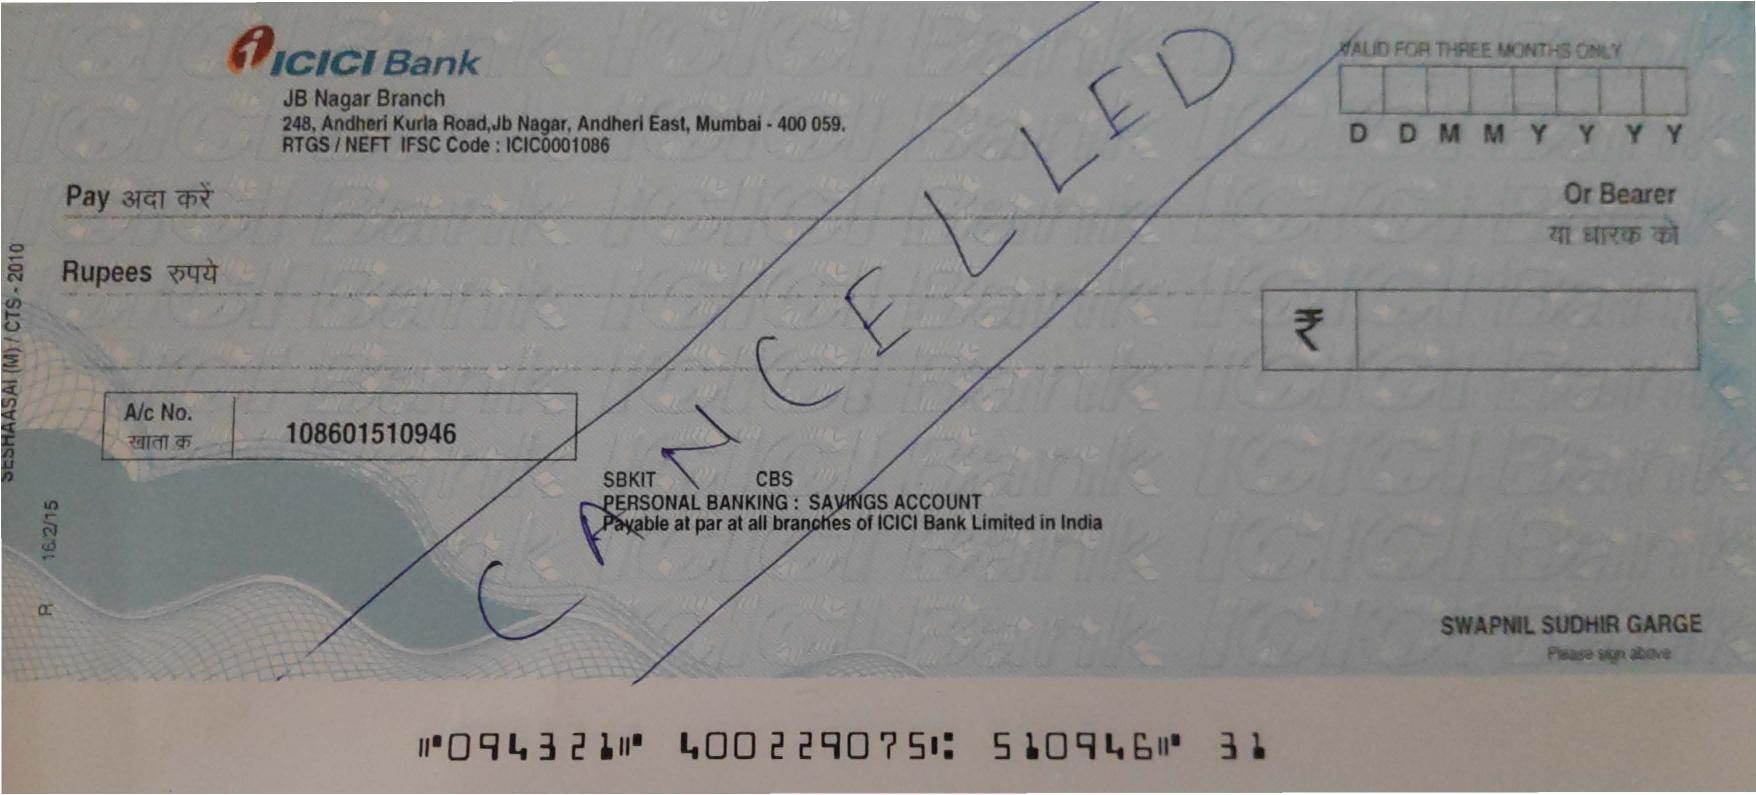 ICICI Bank
JB Nagar Branch
248, Andheri Kurla Road,Jb Nagar, Andheri East, Mumbai - 400 059.
RTGS / NEFT IFSC Code : ICIC0001086
VALID FOR THREE MONTHS ONLY
D D M M Y Y Y Y
Pay अदा करें
Or Bearer
या धारक को
Rupees रुपये
₹
A/c No.
खाता क्र
108601510946
CANCELLED
SBKIT CBS
PERSONAL BANKING : SAVINGS ACCOUNT
Payable at par at all branches of ICICI Bank Limited in India
SESHAASAI (M) / CTS - 2010
16/2/15
R
SWAPNIL SUDHIR GARGE
Please sign above
⑈094321⑈ 400229075⑆ 510946⑈ 31